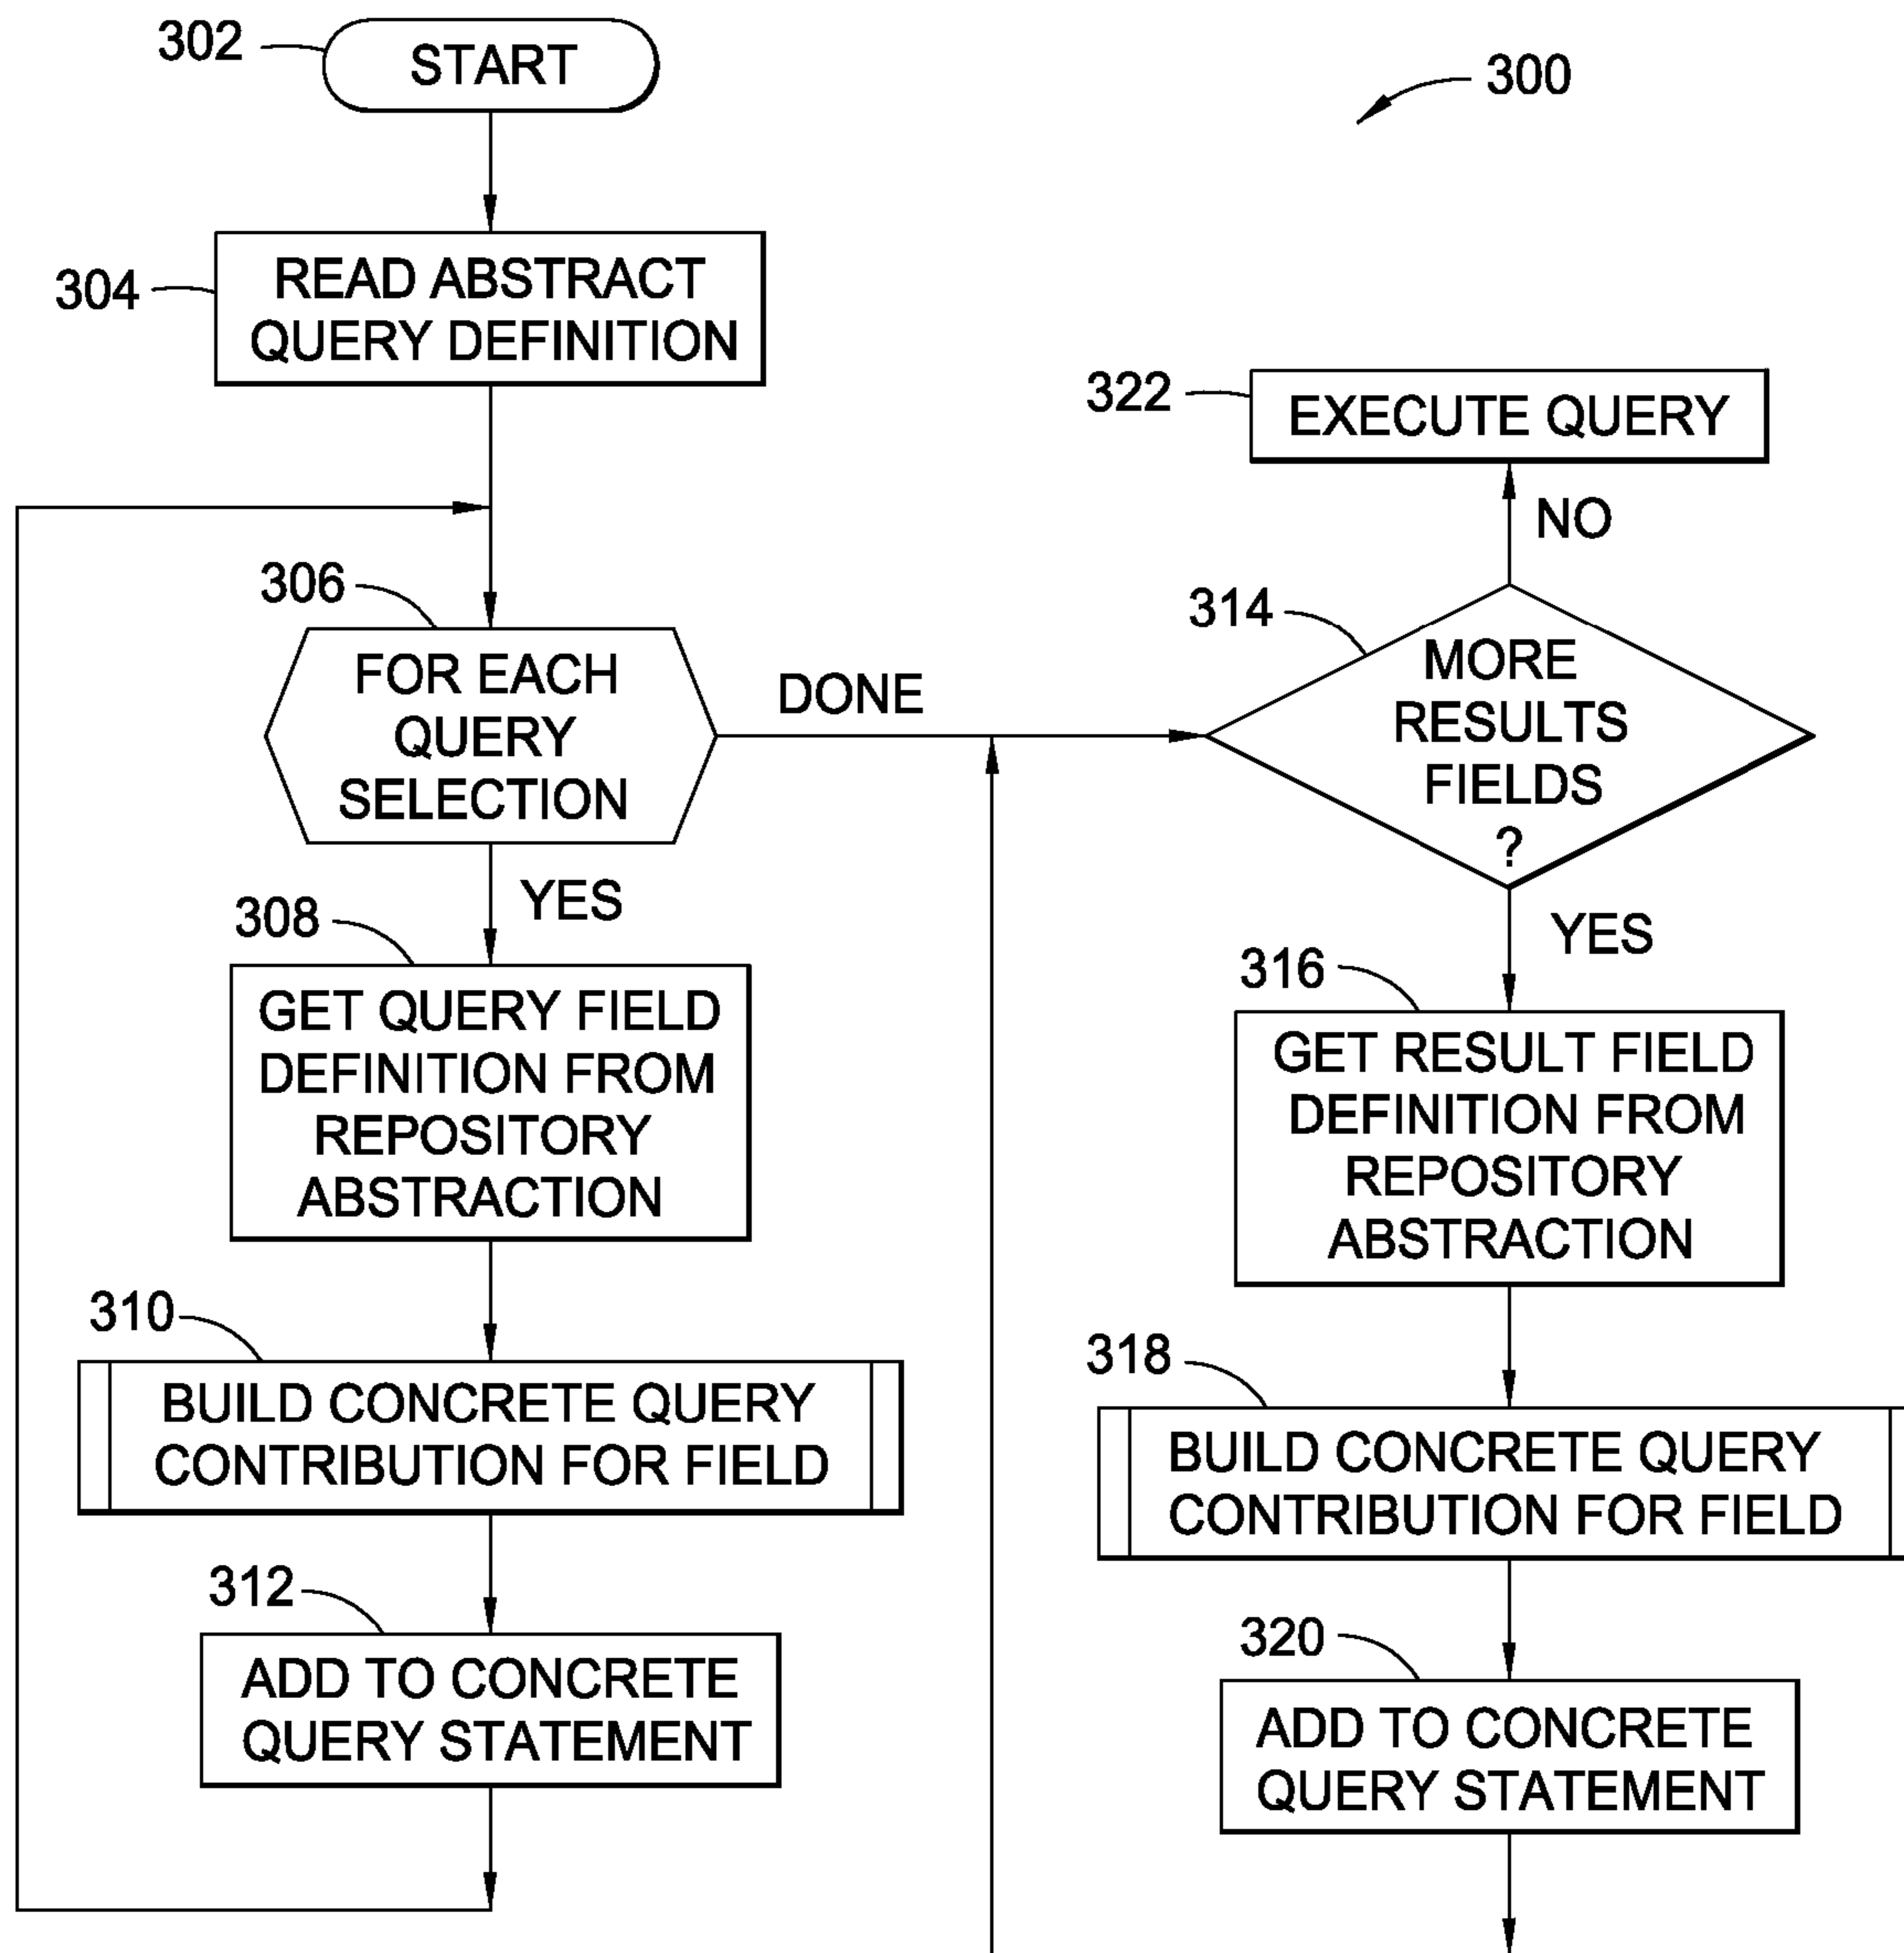 302
START
300
304
READ ABSTRACT
QUERY DEFINITION
306
FOR EACH
QUERY
SELECTION
DONE
YES
308
GET QUERY FIELD
DEFINITION FROM
REPOSITORY
ABSTRACTION
310
BUILD CONCRETE QUERY
CONTRIBUTION FOR FIELD
312
ADD TO CONCRETE
QUERY STATEMENT
322
EXECUTE QUERY
NO
314
MORE
RESULTS
FIELDS
?
YES
316
GET RESULT FIELD
DEFINITION FROM
REPOSITORY
ABSTRACTION
318
BUILD CONCRETE QUERY
CONTRIBUTION FOR FIELD
320
ADD TO CONCRETE
QUERY STATEMENT